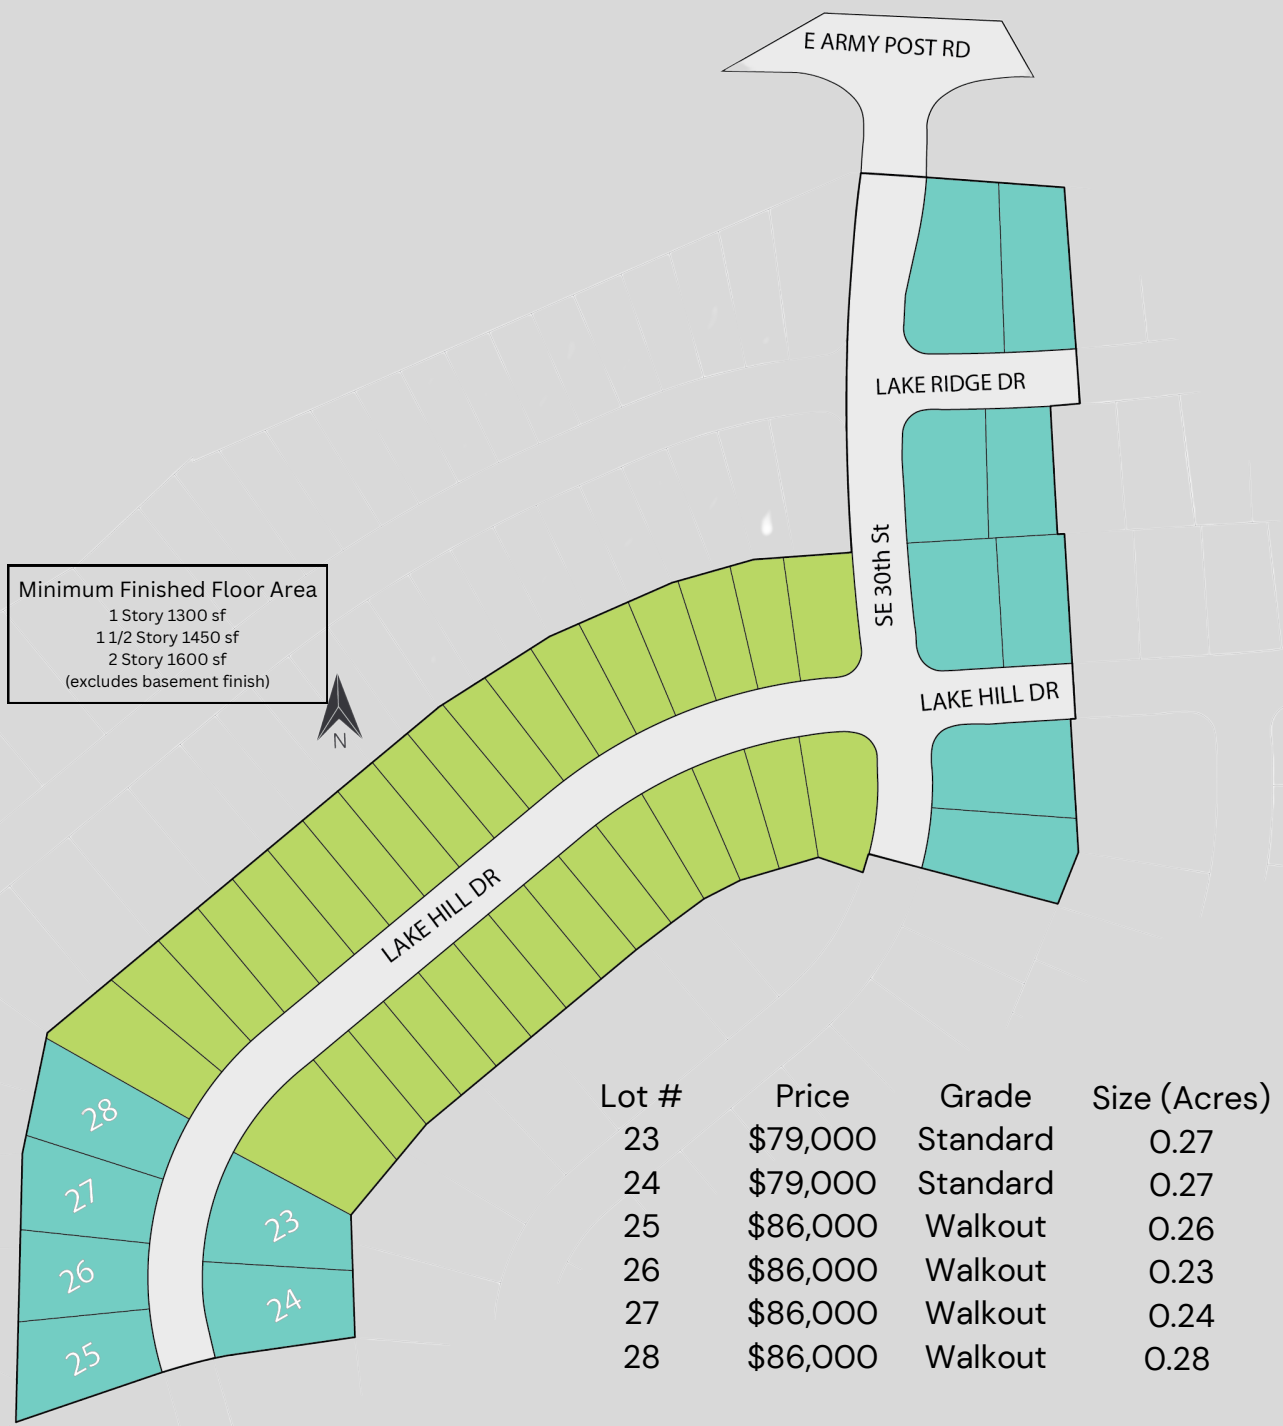 E ARMY POST RD
LAKE RIDGE DR
SE 30th St
Minimum Finished Floor Area
1 Story 1300 sf
1 1/2 Story 1450 sf
2 Story 1600 sf
(excludes basement finish)
N
LAKE HILL DR
LAKE HILL DR
28
27
26
25
23
24
Lot # Price Grade Size (Acres)
23 $79,000 Standard 0.27
24 $79,000 Standard 0.27
25 $86,000 Walkout 0.26
26 $86,000 Walkout 0.23
27 $86,000 Walkout 0.24
28 $86,000 Walkout 0.28